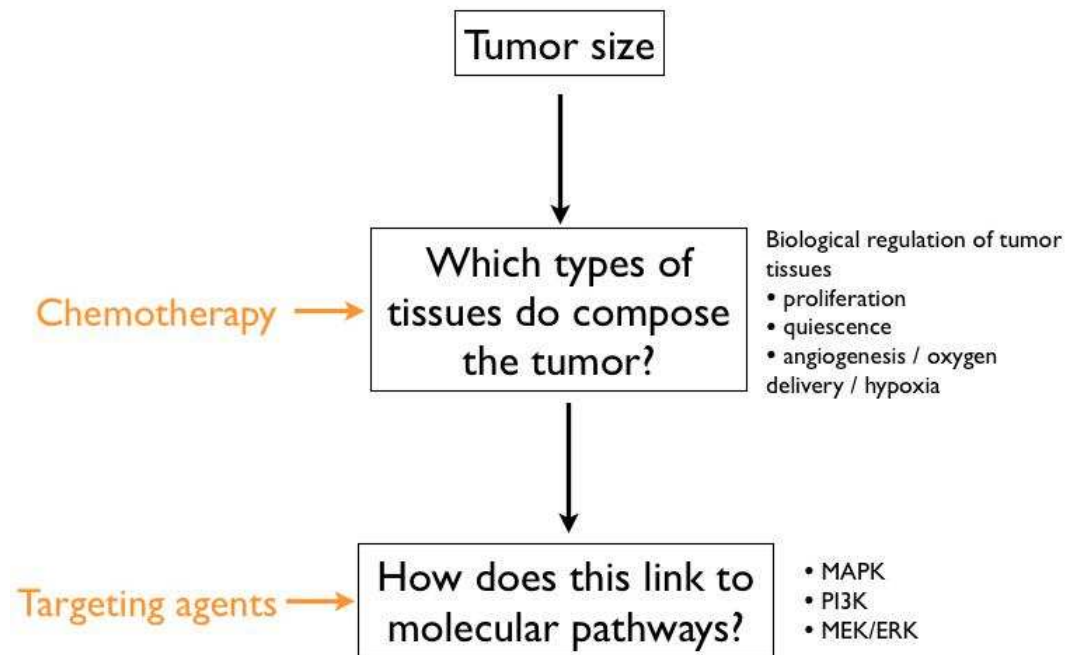 Tumor size
Which types of
tissues do compose
the tumor?
Biological regulation of tumor
tissues
• proliferation
• quiescence
• angiogenesis / oxygen
delivery / hypoxia
Chemotherapy
How does this link to
molecular pathways?
• MAPK
• PI3K
• MEK/ERK
Targeting agents